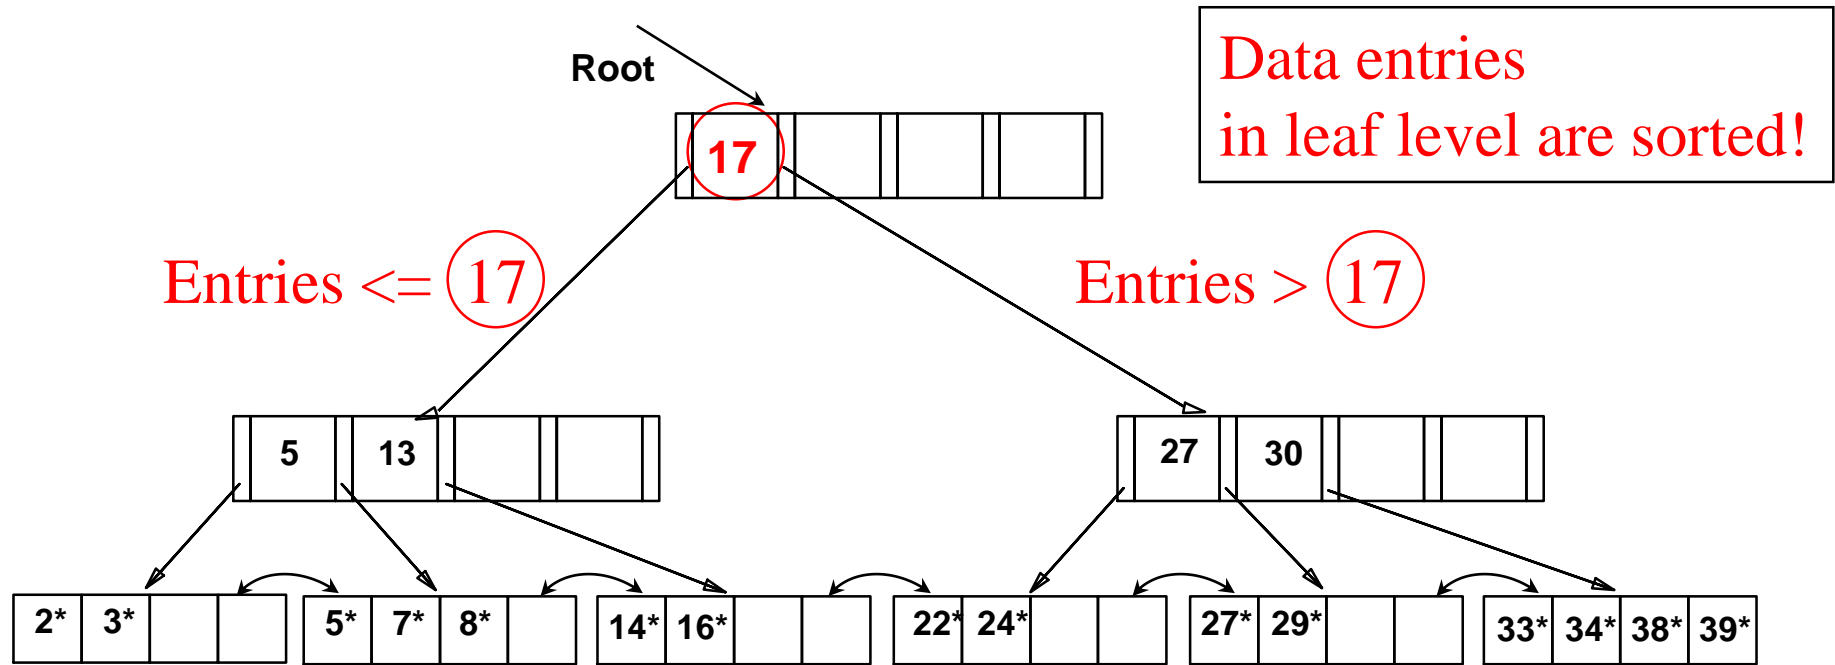 Root
Data entries
in leaf level are sorted!
17
Entries <= 17
Entries > 17
5 13
27 30
2* 3*
5* 7* 8*
14* 16*
22* 24*
27* 29*
33* 34* 38* 39*